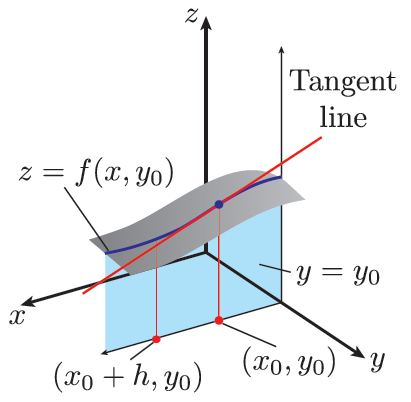 z
Tangent
line
z = f(x, y₀)
y = y₀
x
(x₀, y₀)
y
(x₀ + h, y₀)